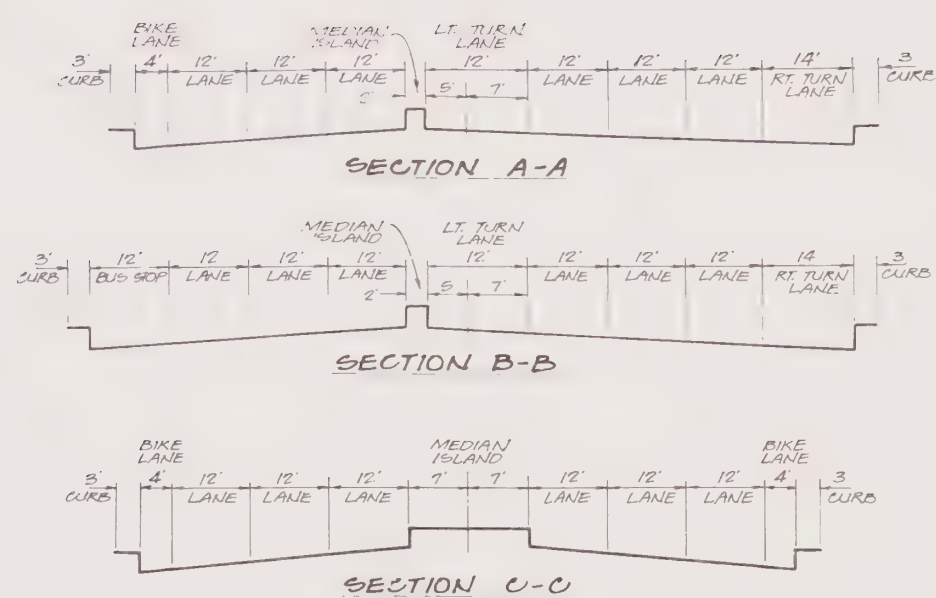 BIKE
LANE
MEDIAN
ISLAND
LT. TURN
LANE
3' 4' 12' 12' 12' 12' 12' 12' 12' 14' 3
CURB LANE LANE LANE LANE LANE LANE RT. TURN LANE CURB
2' 5' 7'
SECTION A-A
MEDIAN
ISLAND
LT. TURN
LANE
3' 12' 12 12' 12' 12' 12' 12' 12' 14 3
CURB BUS STOP LANE LANE LANE LANE LANE LANE RT. TURN LANE CURB
2' 5 7'
SECTION B-B
BIKE
LANE
MEDIAN
ISLAND
BIKE
LANE
3' 4' 12' 12' 12' 7' 7' 12' 12' 12' 4' 3
CURB LANE LANE LANE LANE LANE LANE CURB
SECTION C-C